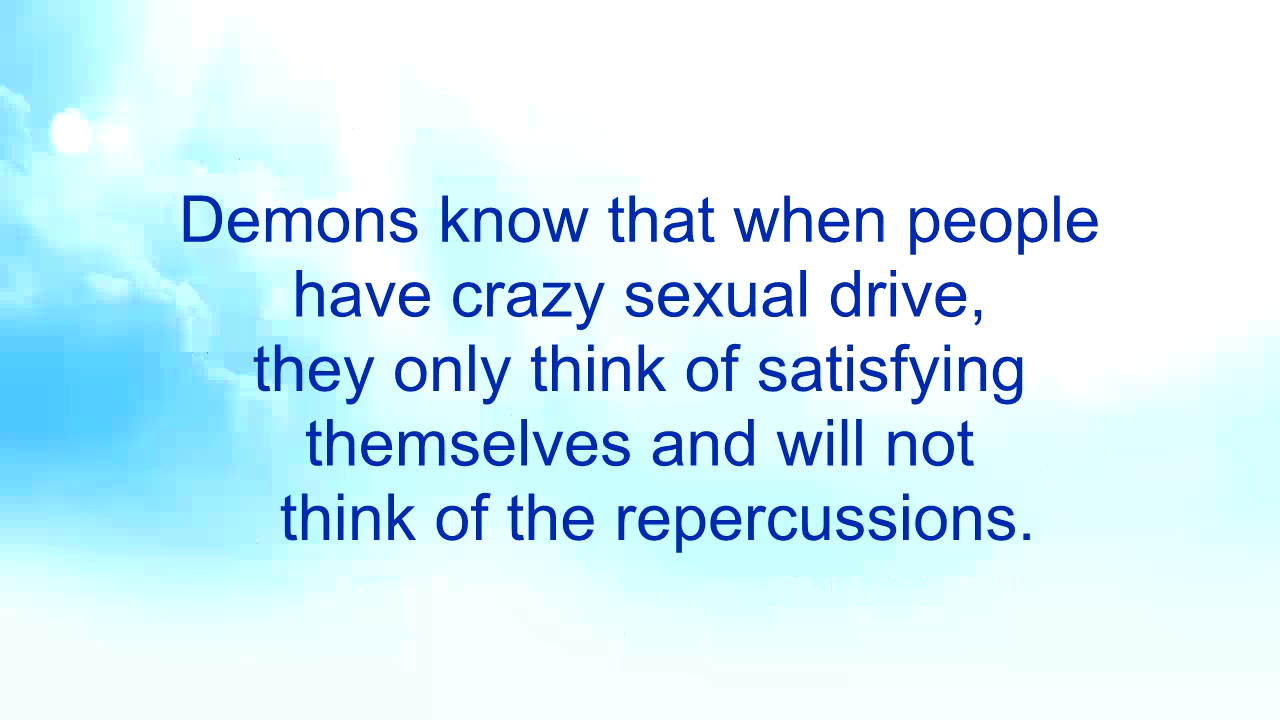 Demons know that when people
have crazy sexual drive,
they only think of satisfying
themselves and will not
think of the repercussions.